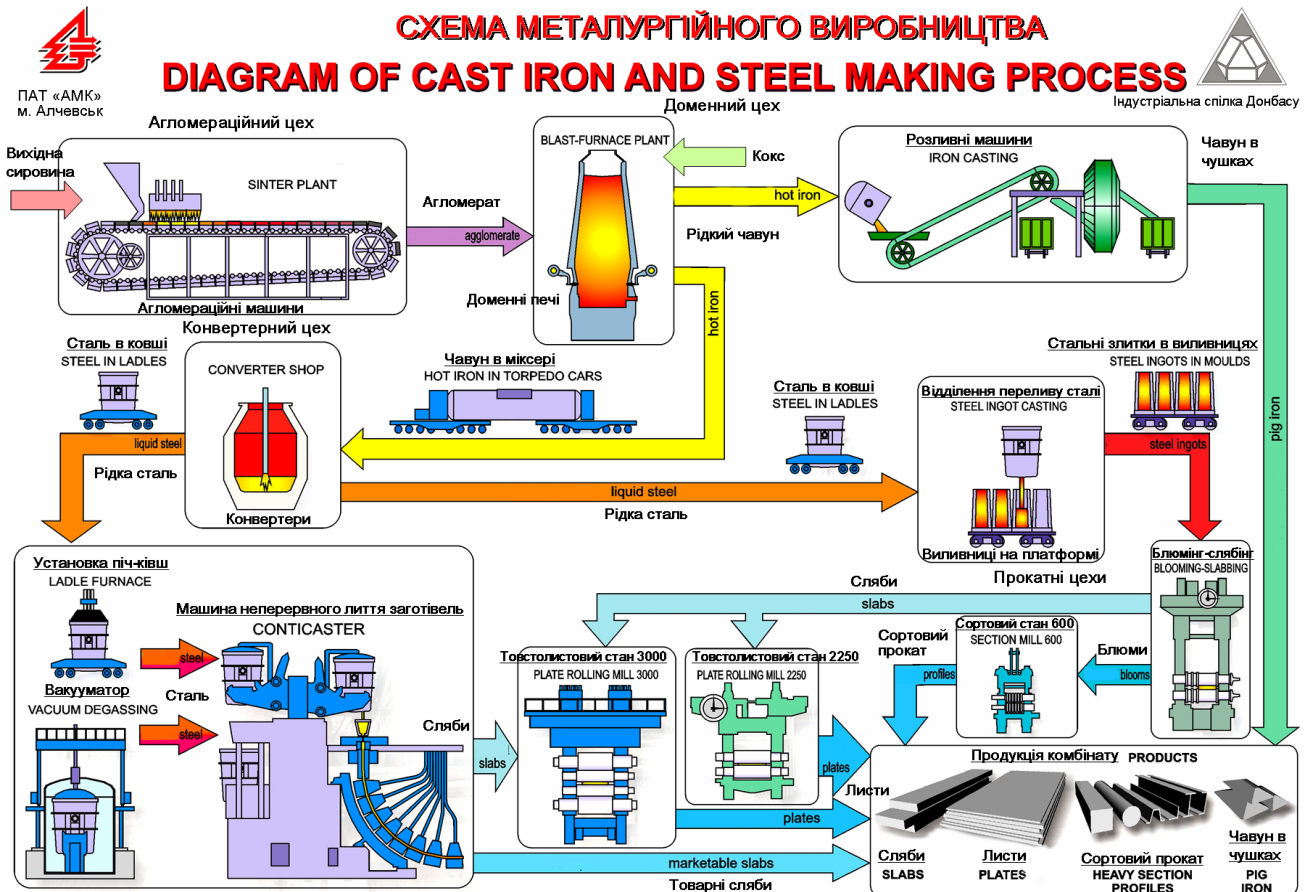 СХЕМА МЕТАЛУРГІЙНОГО ВИРОБНИЦТВА
DIAGRAM OF CAST IRON AND STEEL MAKING PROCESS
ПАТ «АМК»
м. Алчевськ
Індустріальна спілка Донбасу
Агломераційний цех
Доменний цех
Вихідна
сировина
SINTER PLANT
Агломераційні машини
Агломерат
agglomerate
BLAST-FURNACE PLANT
Доменні печі
Кокс
hot iron
Рідкий чавун
hot iron
Розливні машини
IRON CASTING
Чавун в
чушках
pig iron
Конвертерний цех
Сталь в ковші
STEEL IN LADLES
liquid steel
Рідка сталь
CONVERTER SHOP
Конвертери
Чавун в міксері
HOT IRON IN TORPEDO CARS
Сталь в ковші
STEEL IN LADLES
liquid steel
Рідка сталь
Відділення переливу сталі
STEEL INGOT CASTING
Виливниці на платформі
Стальні злитки в виливницях
STEEL INGOTS IN MOULDS
steel ingots
Прокатні цехи
Блюмінг-слябінг
BLOOMING-SLABBING
Установка піч-ківш
LADLE FURNACE
Машина неперервного лиття заготівель
CONTICASTER
steel
Сталь
steel
Вакууматор
VACUUM DEGASSING
Сляби
slabs
Сляби
slabs
Товстолистовий стан 3000
PLATE ROLLING MILL 3000
Товстолистовий стан 2250
PLATE ROLLING MILL 2250
Сортовий
прокат
profiles
Сортовий стан 600
SECTION MILL 600
Блюми
blooms
plates
Листи
plates
marketable slabs
Товарні сляби
Продукція комбінату PRODUCTS
Сляби
SLABS
Листи
PLATES
Сортовий прокат
HEAVY SECTION
PROFILES
Чавун в
чушках
PIG
IRON